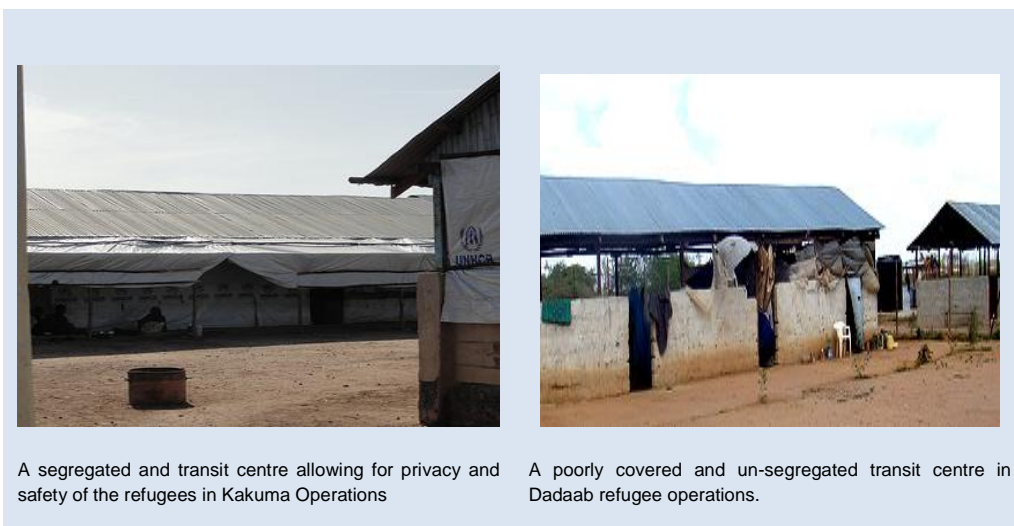 UNHCR
A segregated and transit centre allowing for privacy and
safety of the refugees in Kakuma Operations
A poorly covered and un-segregated transit centre in
Dadaab refugee operations.